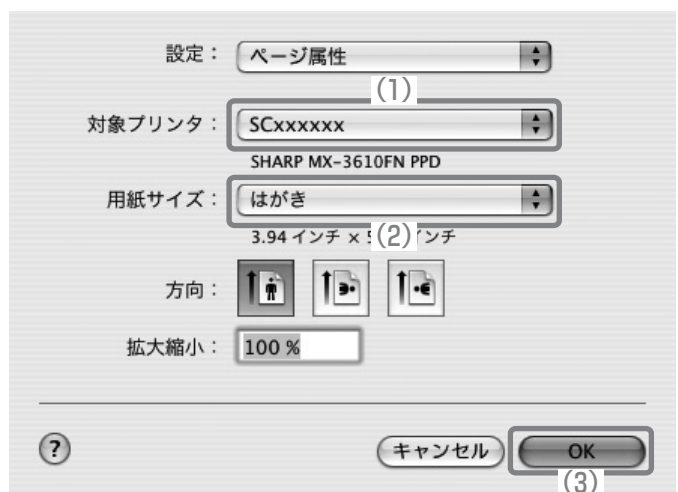 設定： ページ属性
(1)
対象プリンタ： SCxxxxxx
SHARP MX-3610FN PPD
用紙サイズ： はがき
3.94 インチ × 5 (2) ンチ
方向：
拡大縮小： 100 %
? キャンセル OK
(3)